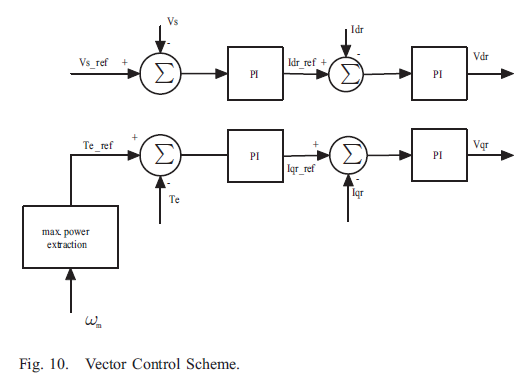 Vs
-
Idr
-
Vs_ref +
∑
PI
Idr_ref +
∑
PI
Vdr
Te_ref
+
∑
-
Te
PI
+
Iqr_ref
∑
-
Iqr
PI
Vqr
max. power
extraction
ωm
Fig. 10. Vector Control Scheme.